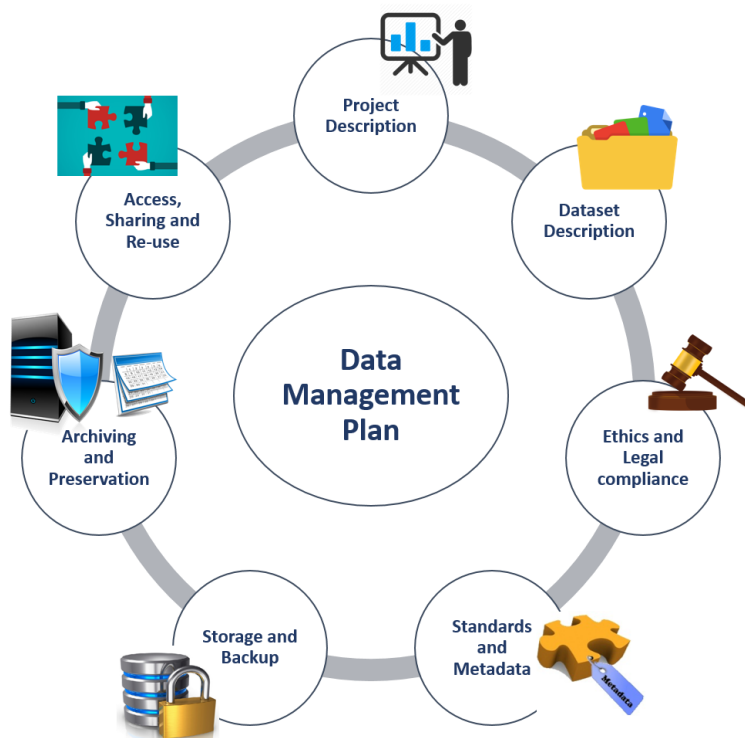 Project
Description
Dataset
Description
Ethics and
Legal
compliance
Standards
and
Metadata
Metadata
Storage and
Backup
Archiving
and
Preservation
Access,
Sharing and
Re-use
Data
Management
Plan